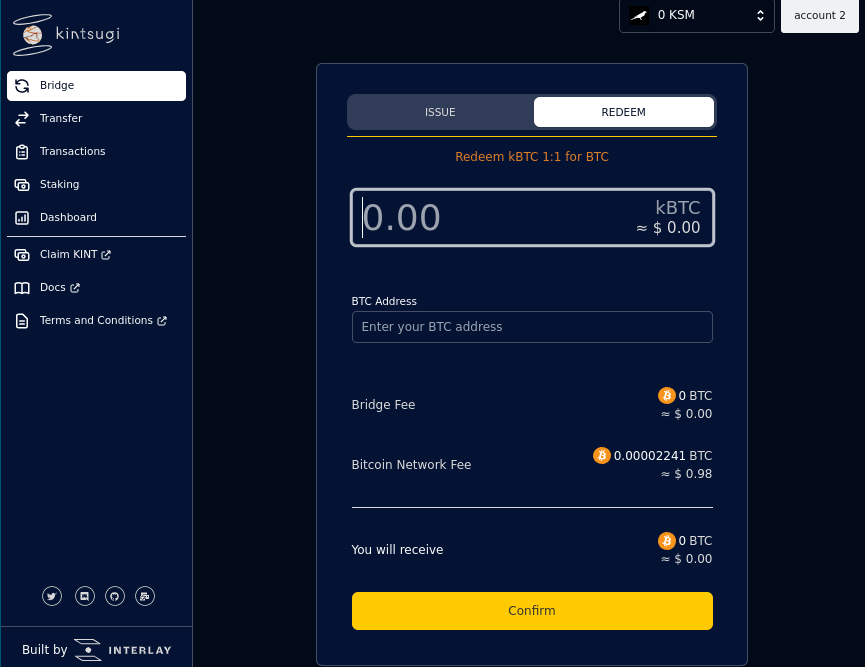 kintsugi
0 KSM
account 2
Bridge
Transfer
Transactions
Staking
Dashboard
Claim KINT
Docs
Terms and Conditions
Built by INTERLAY
ISSUE REDEEM
Redeem kBTC 1:1 for BTC
0.00 kBTC
≈ $ 0.00
BTC Address
Enter your BTC address
Bridge Fee
0 BTC
≈ $ 0.00
Bitcoin Network Fee
0.00002241 BTC
≈ $ 0.98
You will receive
0 BTC
≈ $ 0.00
Confirm